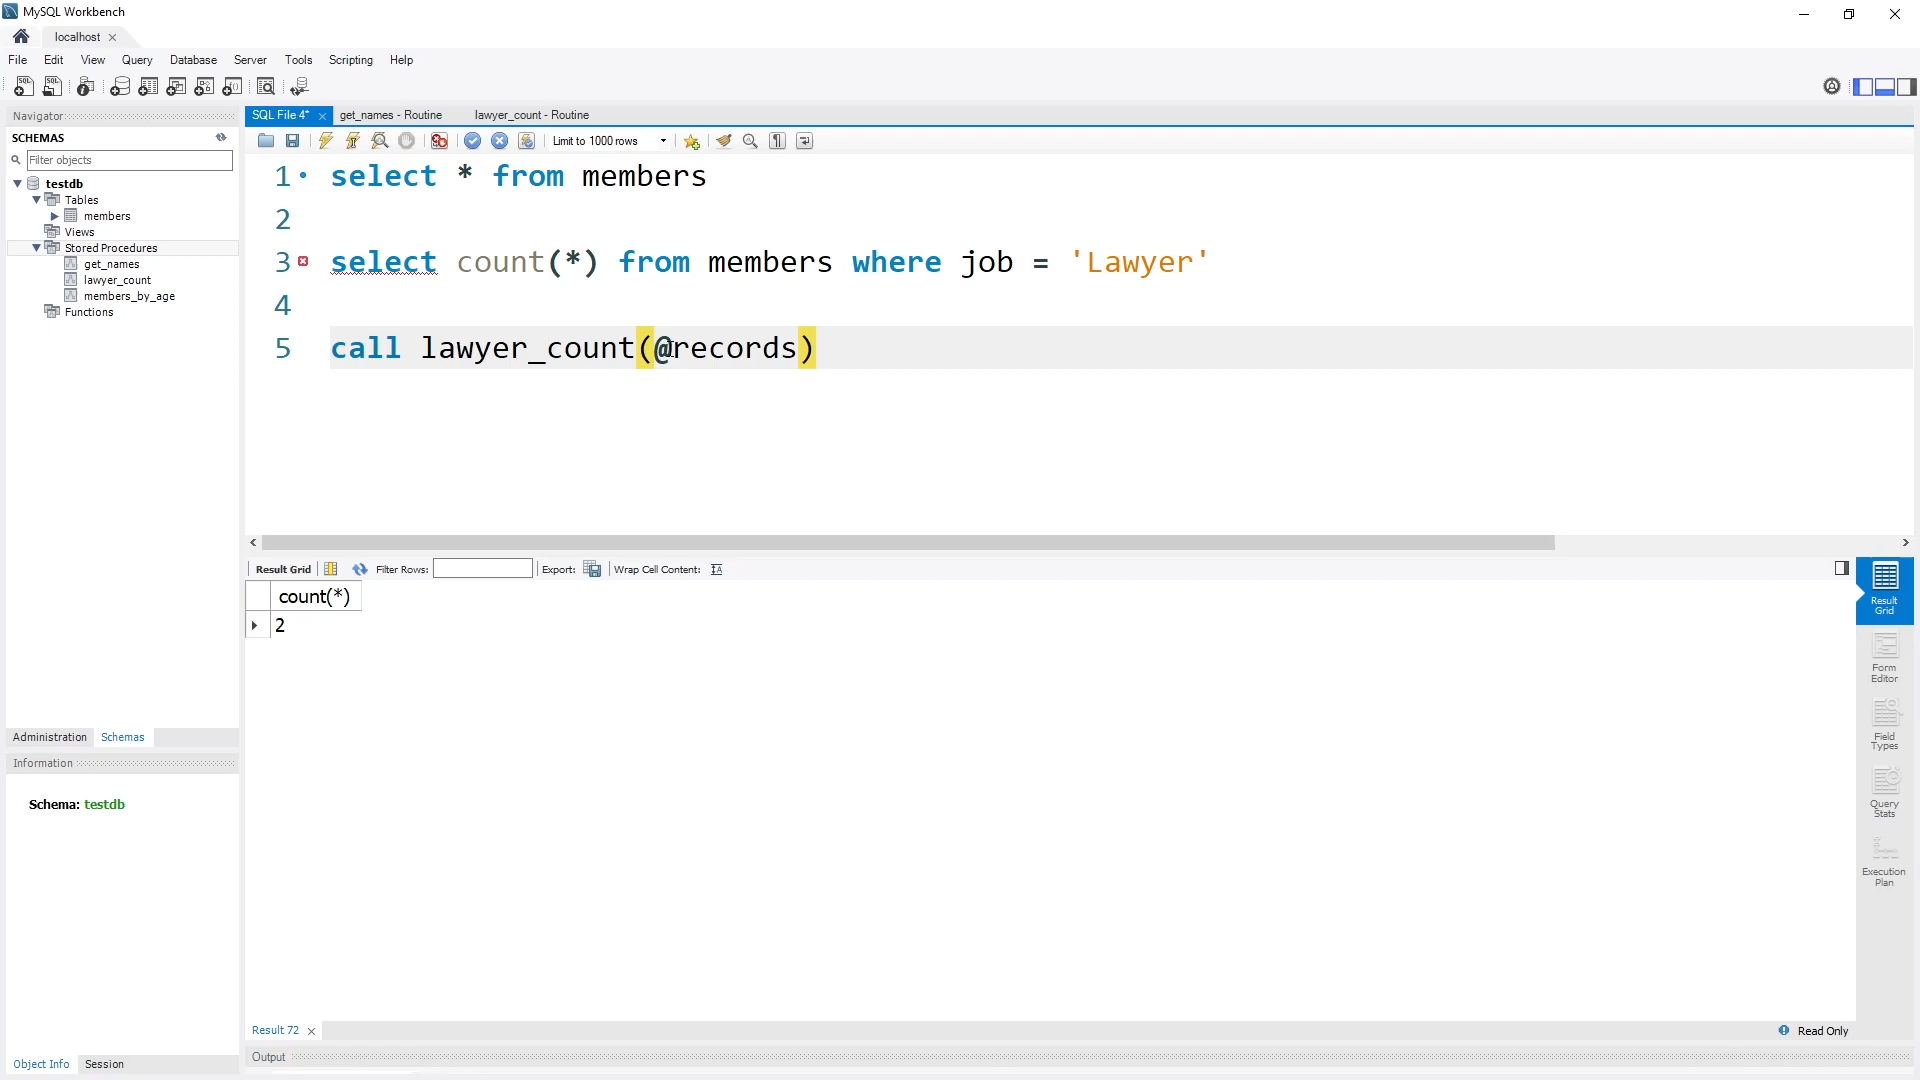 MySQL Workbench
localhost
File Edit View Query Database Server Tools Scripting Help
Navigator
SCHEMAS
Filter objects
testdb
Tables
members
Views
Stored Procedures
get_names
lawyer_count
members_by_age
Functions
Administration Schemas
Information
Schema: testdb
Object Info Session
SQL File 4* get_names - Routine lawyer_count - Routine
Limit to 1000 rows
1 select * from members
2
3 select count(*) from members where job = 'Lawyer'
4
5 call lawyer_count(@records)
Result Grid Filter Rows: Export: Wrap Cell Content:
count(*)
2
Result
Grid
Form
Editor
Field
Types
Query
Stats
Execution
Plan
Result 72 Read Only
Output